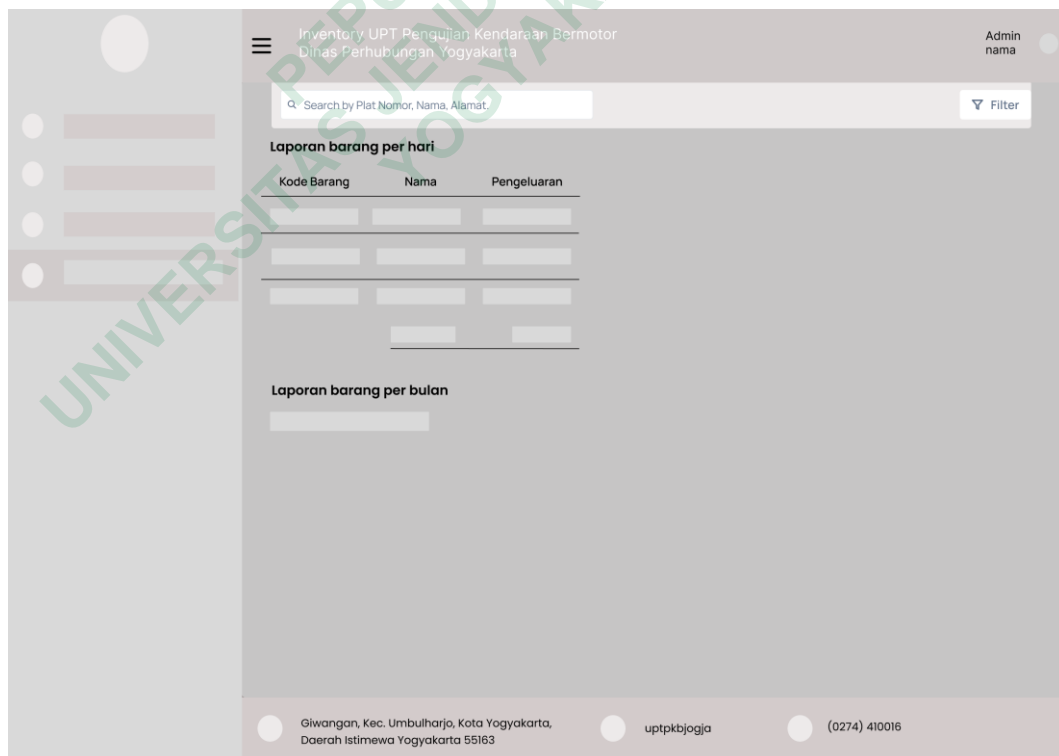 Inventory UPT Pengujian Kendaraan Bermotor
Dinas Perhubungan Yogyakarta
Admin
nama
Search by Plat Nomor, Nama, Alamat.
Filter
Laporan barang per hari
Kode Barang Nama Pengeluaran
Laporan barang per bulan
Giwangan, Kec. Umbulharjo, Kota Yogyakarta,
Daerah Istimewa Yogyakarta 55163
uptpkbjogja
(0274) 410016
UNIVERSITAS